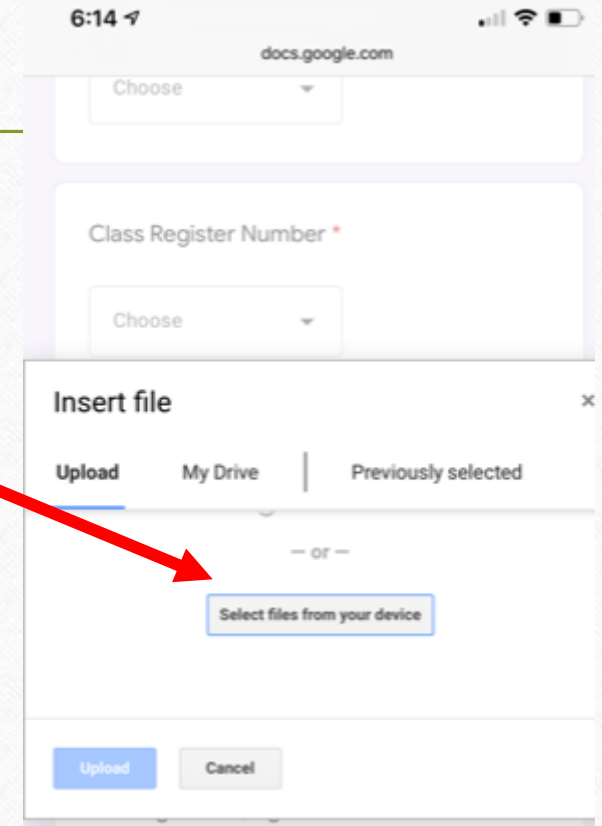 6:14
docs.google.com
Choose
Class Register Number *
Choose
Insert file
×
Upload My Drive | Previously selected
— or —
Select files from your device
Upload Cancel